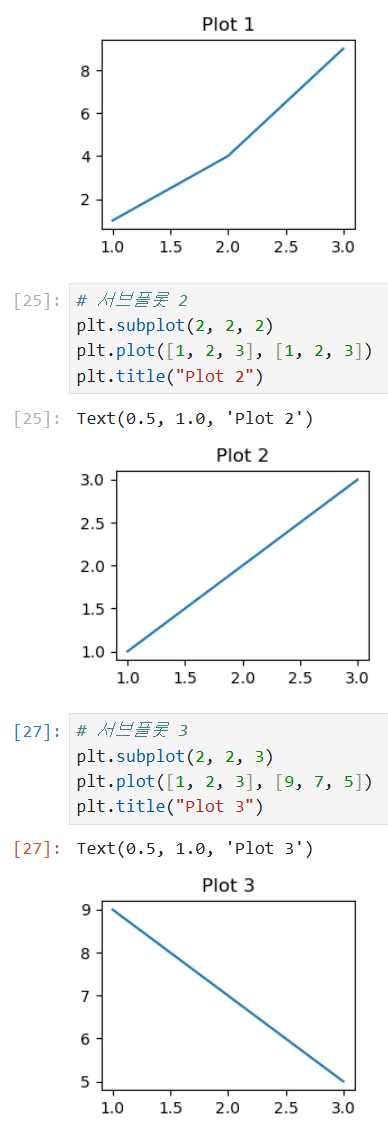 Plot 1
8
6
4
2
1.0 1.5 2.0 2.5 3.0
[25]: # 서브플롯 2
plt.subplot(2, 2, 2)
plt.plot([1, 2, 3], [1, 2, 3])
plt.title("Plot 2")
[25]: Text(0.5, 1.0, 'Plot 2')
Plot 2
3.0
2.5
2.0
1.5
1.0
1.0 1.5 2.0 2.5 3.0
[27]: # 서브플롯 3
plt.subplot(2, 2, 3)
plt.plot([1, 2, 3], [9, 7, 5])
plt.title("Plot 3")
[27]: Text(0.5, 1.0, 'Plot 3')
Plot 3
9
8
7
6
5
1.0 1.5 2.0 2.5 3.0